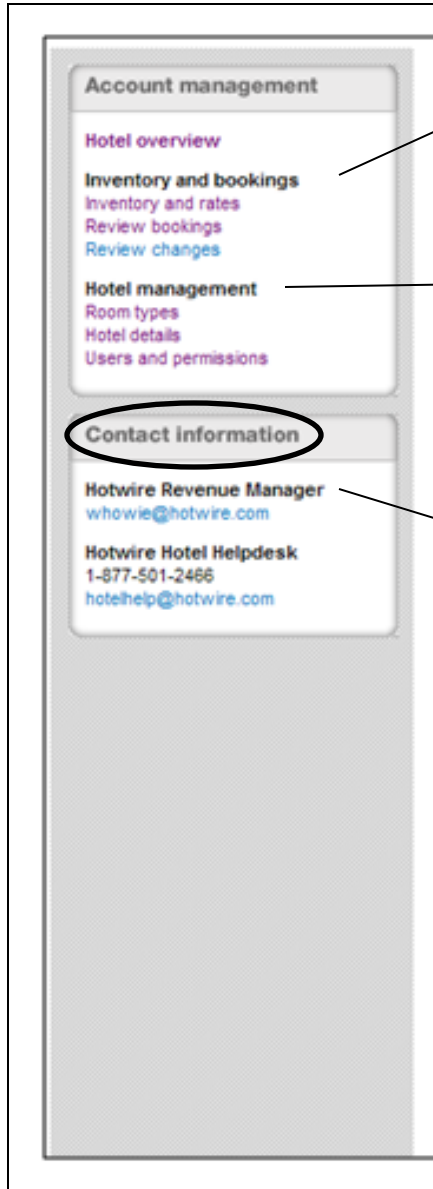 Account management
Hotel overview
Inventory and bookings
Inventory and rates
Review bookings
Review changes
Hotel management
Room types
Hotel details
Users and permissions
Contact information
Hotwire Revenue Manager
whowie@hotwire.com
Hotwire Hotel Helpdesk
1-877-501-2466
hotelhelp@hotwire.com